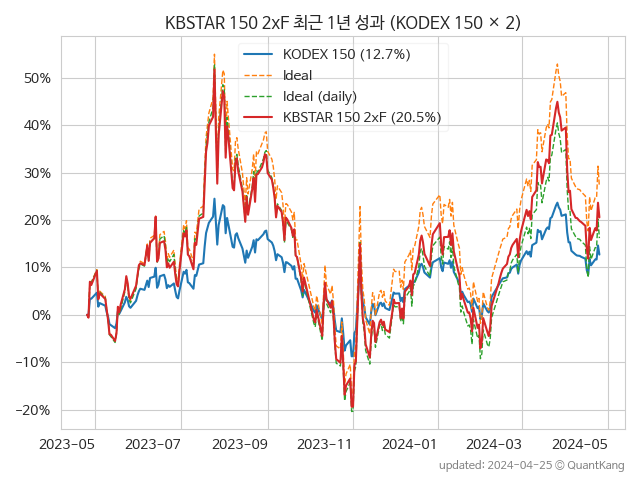 KBSTAR 150 2xF 최근 1년 성과 (KODEX 150 × 2)
KODEX 150 (12.7%)
Ideal
Ideal (daily)
KBSTAR 150 2xF (20.5%)
50%
40%
30%
20%
10%
0%
−10%
−20%
2023-05 2023-07 2023-09 2023-11 2024-01 2024-03 2024-05
updated: 2024-04-25 © QuantKang